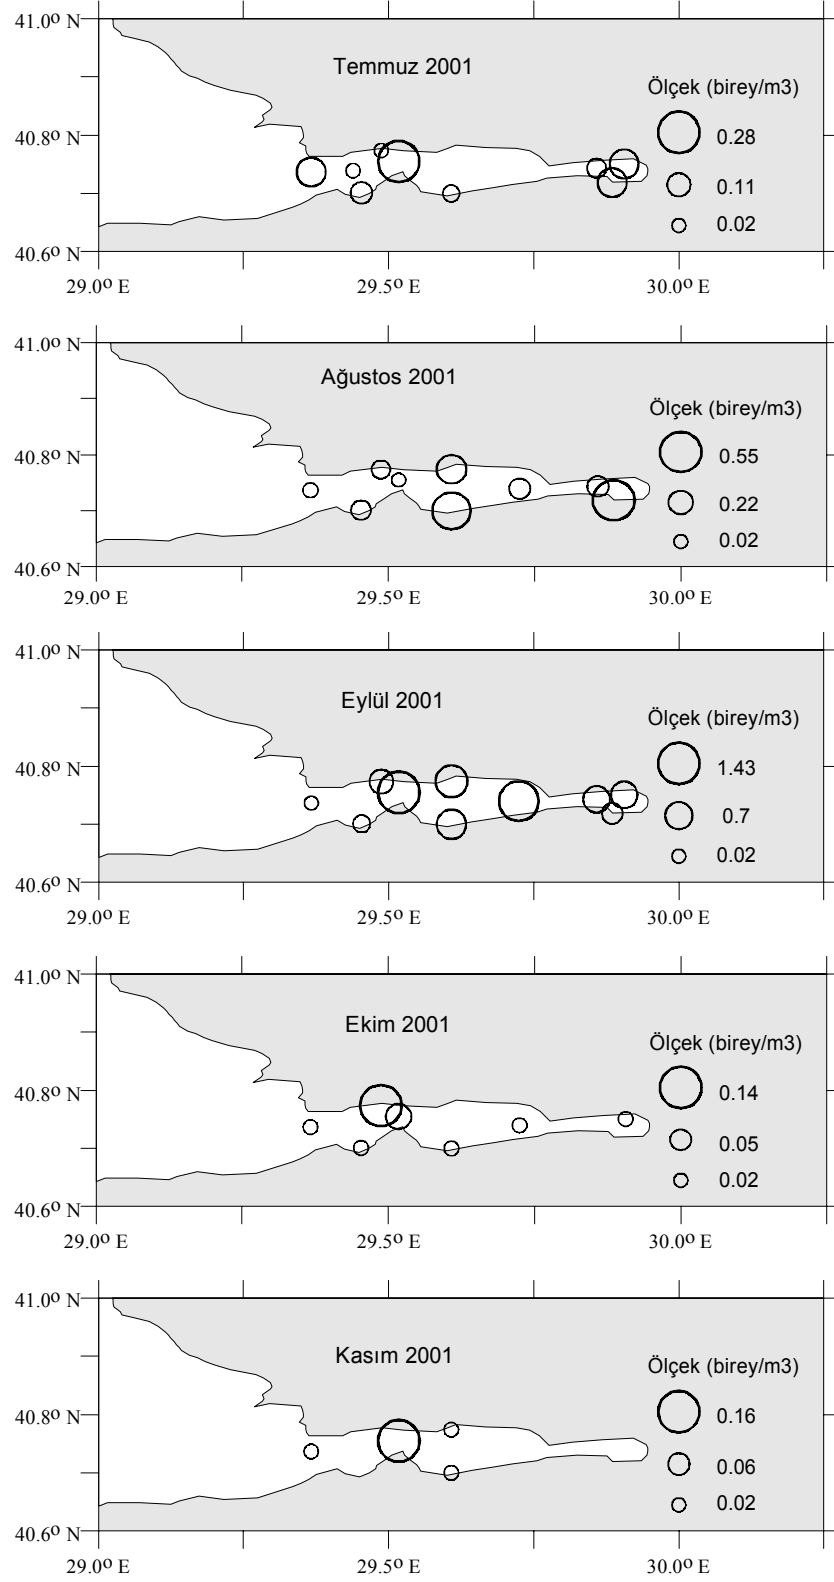 41.0º N
Temmuz 2001
Ölçek (birey/m3)
0.28
40.8º N
0.11
0.02
40.6º N
29.0º E 29.5º E 30.0º E
41.0º N
Ağustos 2001
Ölçek (birey/m3)
0.55
40.8º N
0.22
0.02
40.6º N
29.0º E 29.5º E 30.0º E
41.0º N
Eylül 2001
Ölçek (birey/m3)
1.43
40.8º N
0.7
0.02
40.6º N
29.0º E 29.5º E 30.0º E
41.0º N
Ekim 2001
Ölçek (birey/m3)
0.14
40.8º N
0.05
0.02
40.6º N
29.0º E 29.5º E 30.0º E
41.0º N
Kasım 2001
Ölçek (birey/m3)
0.16
40.8º N
0.06
0.02
40.6º N
29.0º E 29.5º E 30.0º E